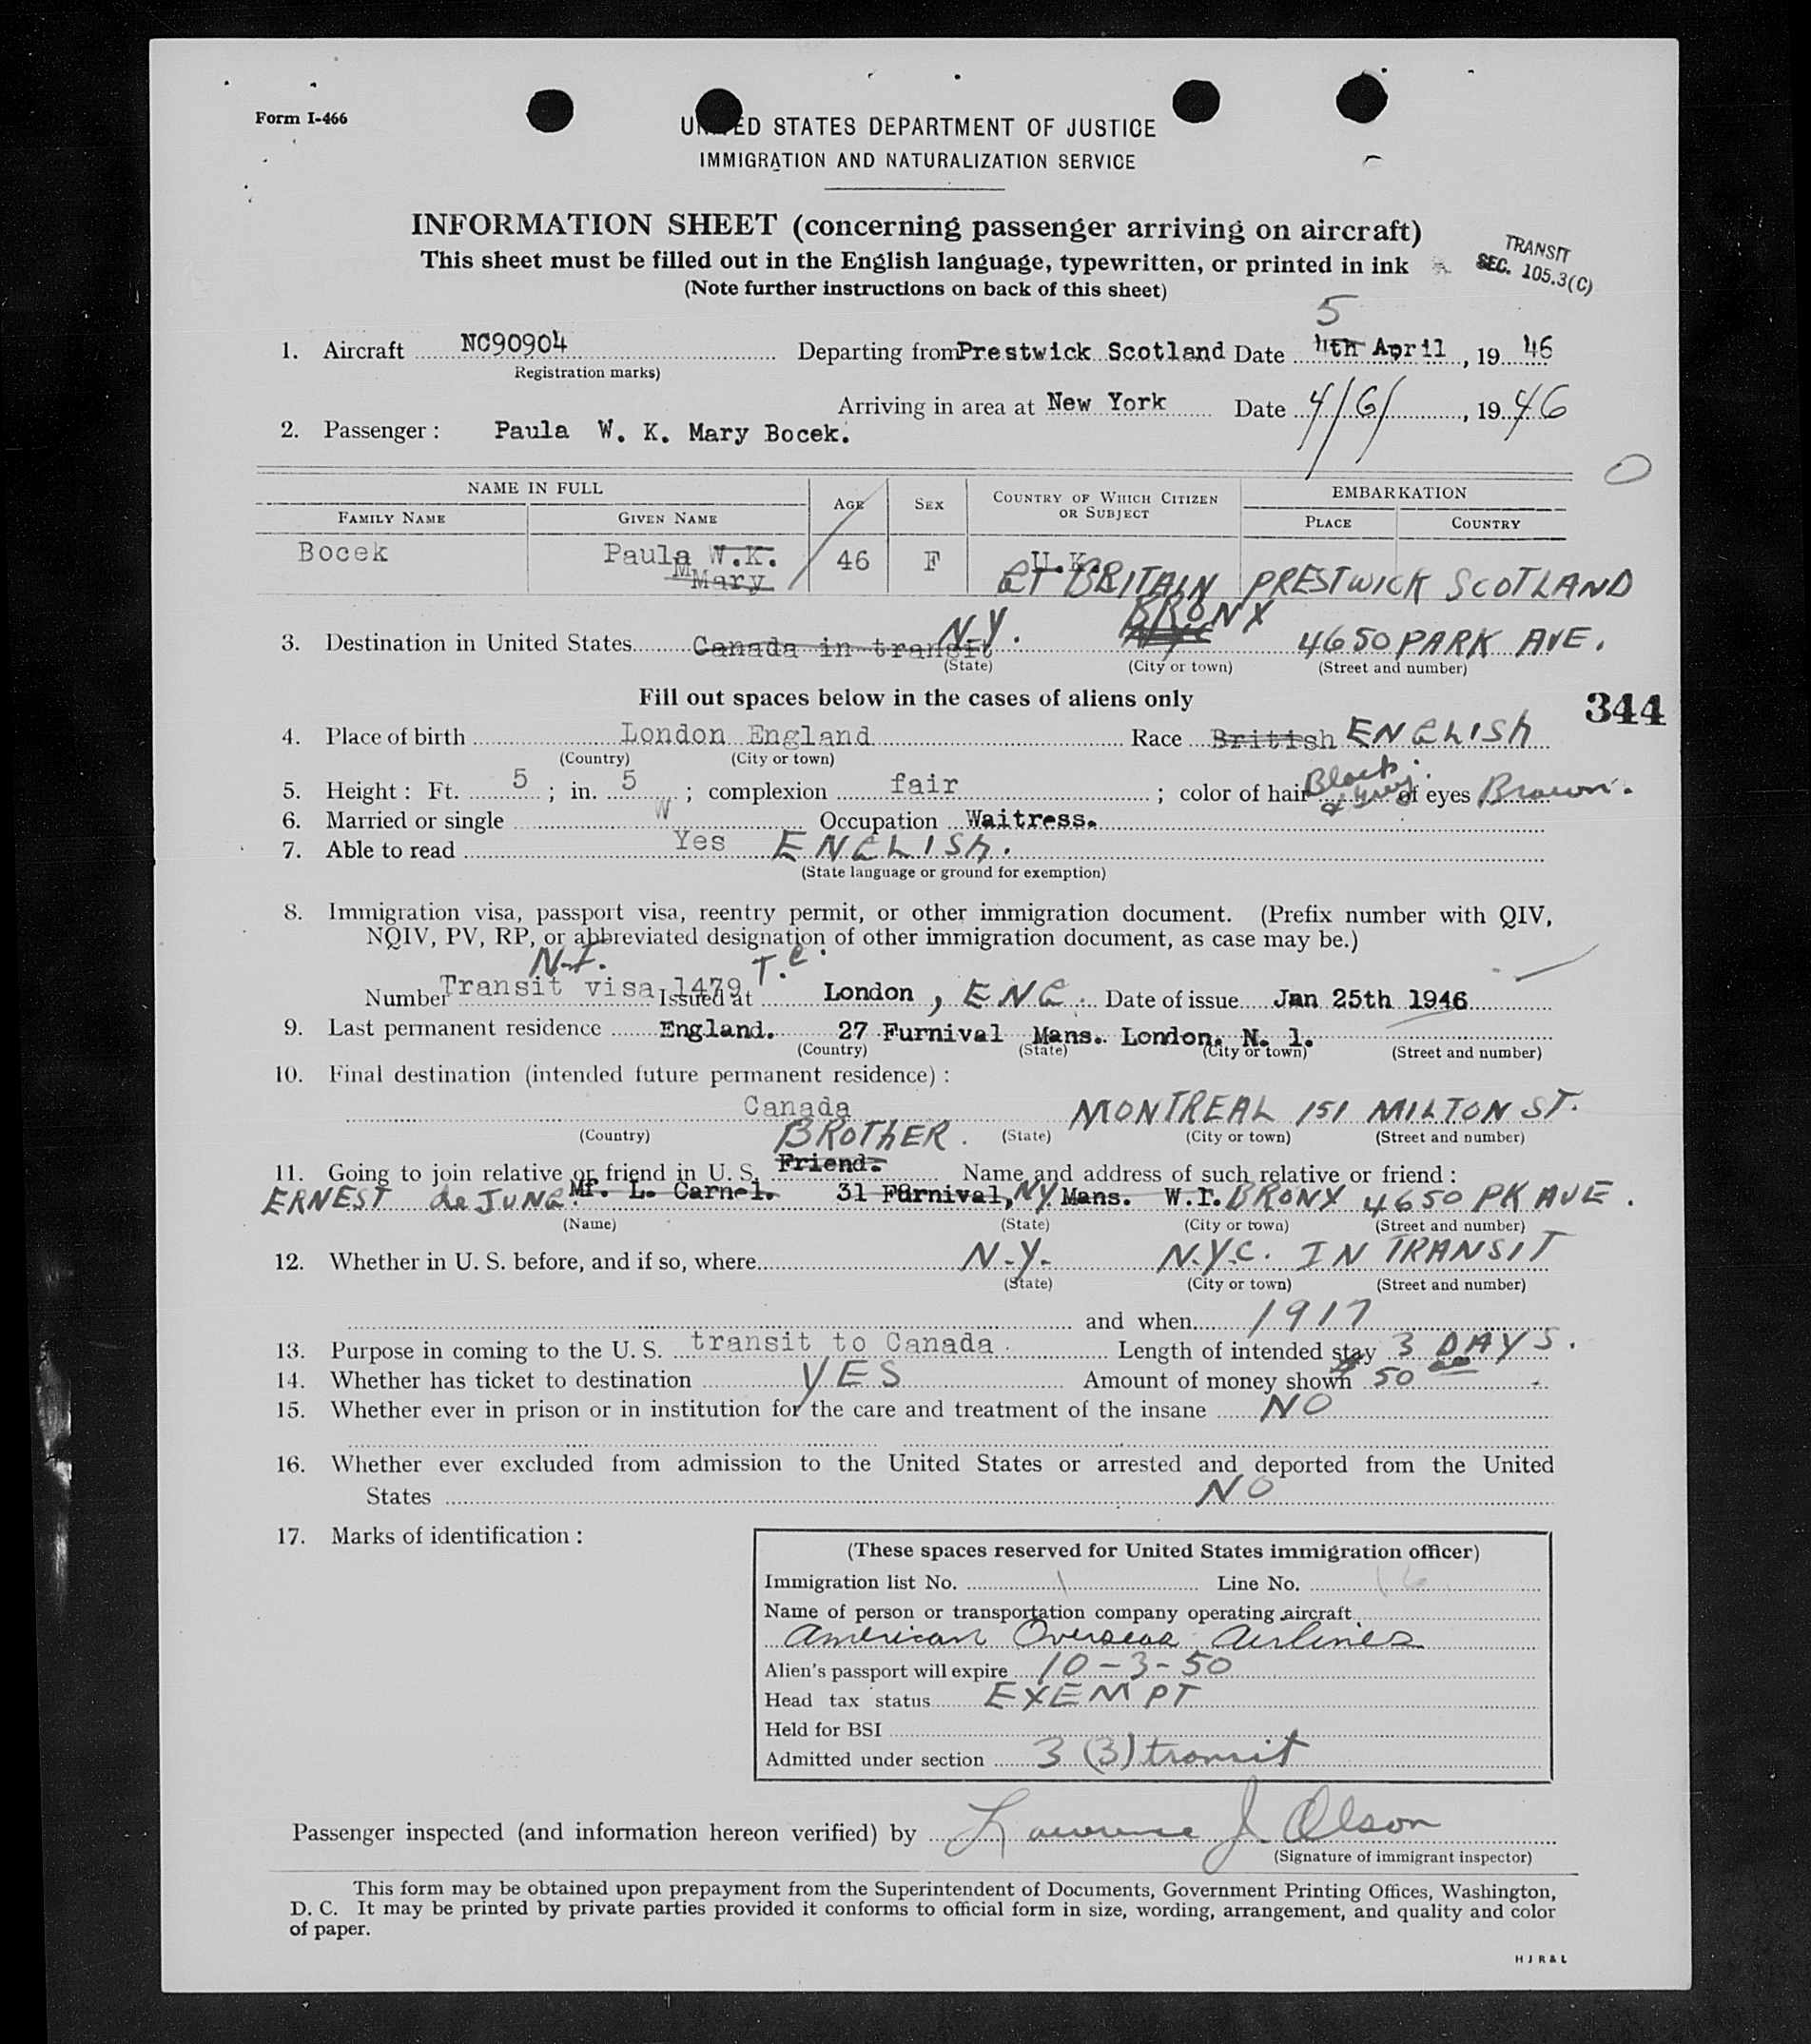 Form I-466
UNITED STATES DEPARTMENT OF JUSTICE
IMMIGRATION AND NATURALIZATION SERVICE
INFORMATION SHEET (concerning passenger arriving on aircraft)
This sheet must be filled out in the English language, typewritten, or printed in ink
(Note further instructions on back of this sheet)
TRANSIT
SEC. 105.3(C)
5
1. Aircraft NC90904 Departing from Prestwick Scotland Date 4th April, 19 46
Registration marks)
Arriving in area at New York Date 4/6/, 19 46
2. Passenger : Paula W. K. Mary Bocek.
NAME IN FULL AGE SEX COUNTRY OF WHICH CITIZEN OR SUBJECT EMBARKATION
FAMILY NAME GIVEN NAME PLACE COUNTRY
Bocek Paula W.K. 46 F U.K.
M Mary GT BRITAIN PRESTWICK SCOTLAND
BRONX
3. Destination in United States Canada in transit N.Y. 4650 PARK AVE.
(State) (City or town) (Street and number)
Fill out spaces below in the cases of aliens only
344
4. Place of birth London England Race British ENGLISH
(Country) (City or town)
5. Height : Ft. 5 ; in. 5 ; complexion fair ; color of hair Black & Grey of eyes Brown.
6. Married or single W Occupation Waitress.
7. Able to read Yes ENGLISH.
(State language or ground for exemption)
8. Immigration visa, passport visa, reentry permit, or other immigration document. (Prefix number with QIV,
NQIV, PV, RP, or abbreviated designation of other immigration document, as case may be.)
N.I. T.C.
Number Transit visa 1479 Issued at London, ENG. Date of issue Jan 25th 1946
9. Last permanent residence England. 27 Furnival Mans. London. N. 1.
(Country) (State) (City or town) (Street and number)
10. Final destination (intended future permanent residence) :
Canada MONTREAL 151 MILTON ST.
(Country) (State) (City or town) (Street and number)
BROTHER.
11. Going to join relative or friend in U. S. Friend. Name and address of such relative or friend :
ERNEST de JUNG. Mr. L. Carnel. 31 Furnival, NY. Mans. W.I. BRONX 4650 PK AVE.
(Name) (State) (City or town) (Street and number)
12. Whether in U. S. before, and if so, where N.Y. N.Y.C. IN TRANSIT
(State) (City or town) (Street and number)
and when 1917
13. Purpose in coming to the U. S. transit to Canada Length of intended stay 3 DAYS.
14. Whether has ticket to destination YES Amount of money shown $50
15. Whether ever in prison or in institution for the care and treatment of the insane NO
16. Whether ever excluded from admission to the United States or arrested and deported from the United
States NO
17. Marks of identification :
(These spaces reserved for United States immigration officer)
Immigration list No. 1 Line No. 16
Name of person or transportation company operating aircraft
American Overseas Airlines
Alien's passport will expire 10-3-50
Head tax status EXEMPT
Held for BSI
Admitted under section 3 (3) transit
Passenger inspected (and information hereon verified) by Lawrence J. Olson
(Signature of immigrant inspector)
This form may be obtained upon prepayment from the Superintendent of Documents, Government Printing Offices, Washington,
D. C. It may be printed by private parties provided it conforms to official form in size, wording, arrangement, and quality and color
of paper.
H J R & L